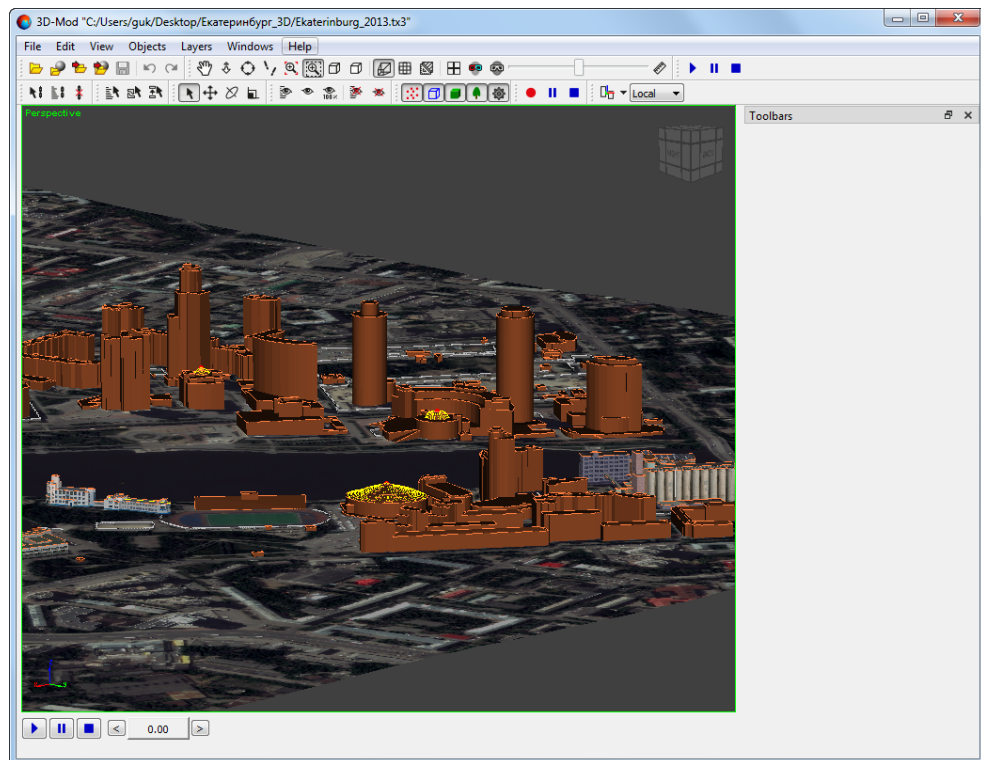 3D-Mod "C:/Users/guk/Desktop/Екатеринбург_3D/Ekaterinburg_2013.tx3"
File Edit View Objects Layers Windows Help
100%
Local
Perspective
Toolbars
< 0.00 >